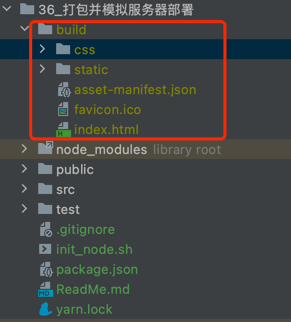 36_打包并模拟服务器部署
build
css
static
asset-manifest.json
favicon.ico
index.html
node_modules library root
public
src
test
.gitignore
init_node.sh
package.json
ReadMe.md
yarn.lock